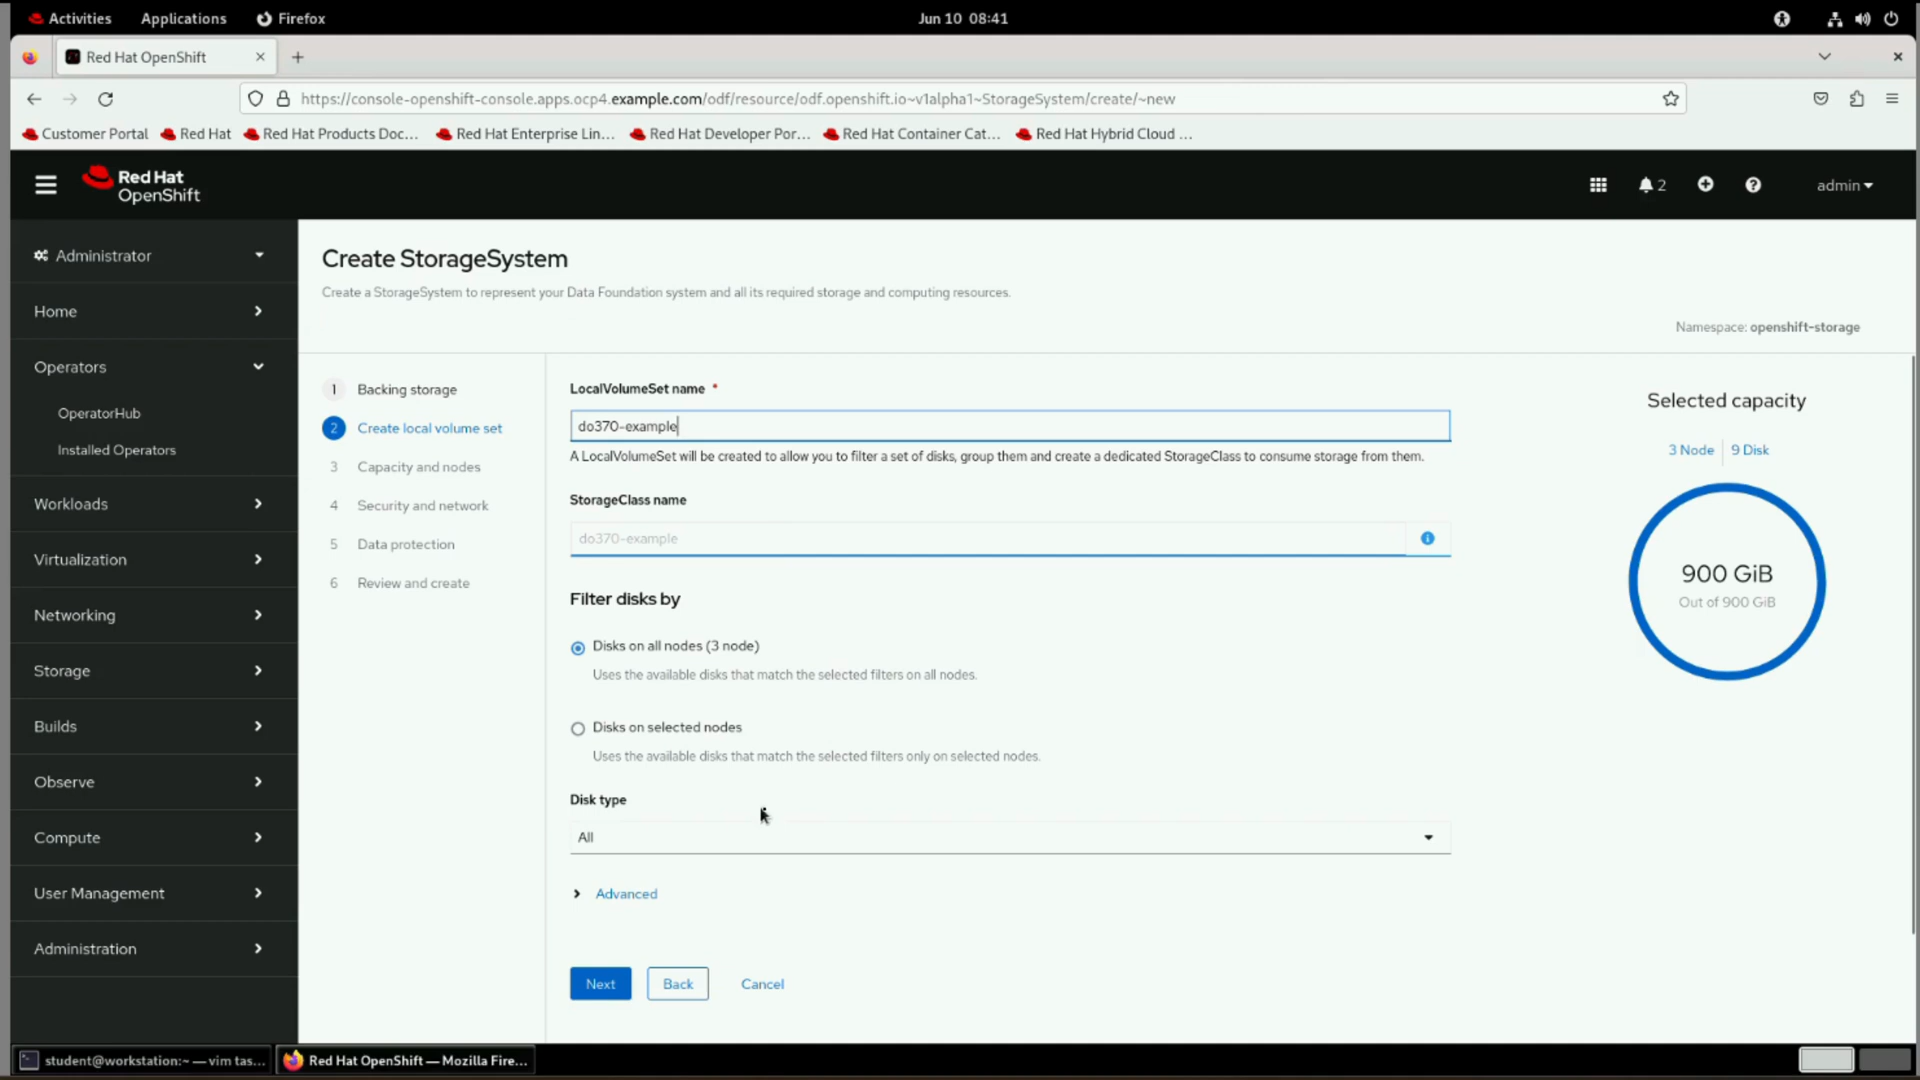 Activities Applications Firefox Jun 10 08:41
Red Hat OpenShift
https://console-openshift-console.apps.ocp4.example.com/odf/resource/odf.openshift.io~v1alpha1~StorageSystem/create/~new
Customer Portal Red Hat Red Hat Products Doc... Red Hat Enterprise Lin... Red Hat Developer Por... Red Hat Container Cat... Red Hat Hybrid Cloud ...
Red Hat
OpenShift
2
admin
Administrator
Home
Operators
OperatorHub
Installed Operators
Workloads
Virtualization
Networking
Storage
Builds
Observe
Compute
User Management
Administration
Create StorageSystem
Create a StorageSystem to represent your Data Foundation system and all its required storage and computing resources.
Namespace: openshift-storage
1 Backing storage
2 Create local volume set
3 Capacity and nodes
4 Security and network
5 Data protection
6 Review and create
LocalVolumeSet name *
do370-example
A LocalVolumeSet will be created to allow you to filter a set of disks, group them and create a dedicated StorageClass to consume storage from them.
StorageClass name
do370-example
Filter disks by
Disks on all nodes (3 node)
Uses the available disks that match the selected filters on all nodes.
Disks on selected nodes
Uses the available disks that match the selected filters only on selected nodes.
Disk type
All
Advanced
Next Back Cancel
Selected capacity
3 Node 9 Disk
900 GiB
Out of 900 GiB
student@workstation:~ — vim tas... Red Hat OpenShift — Mozilla Fire...